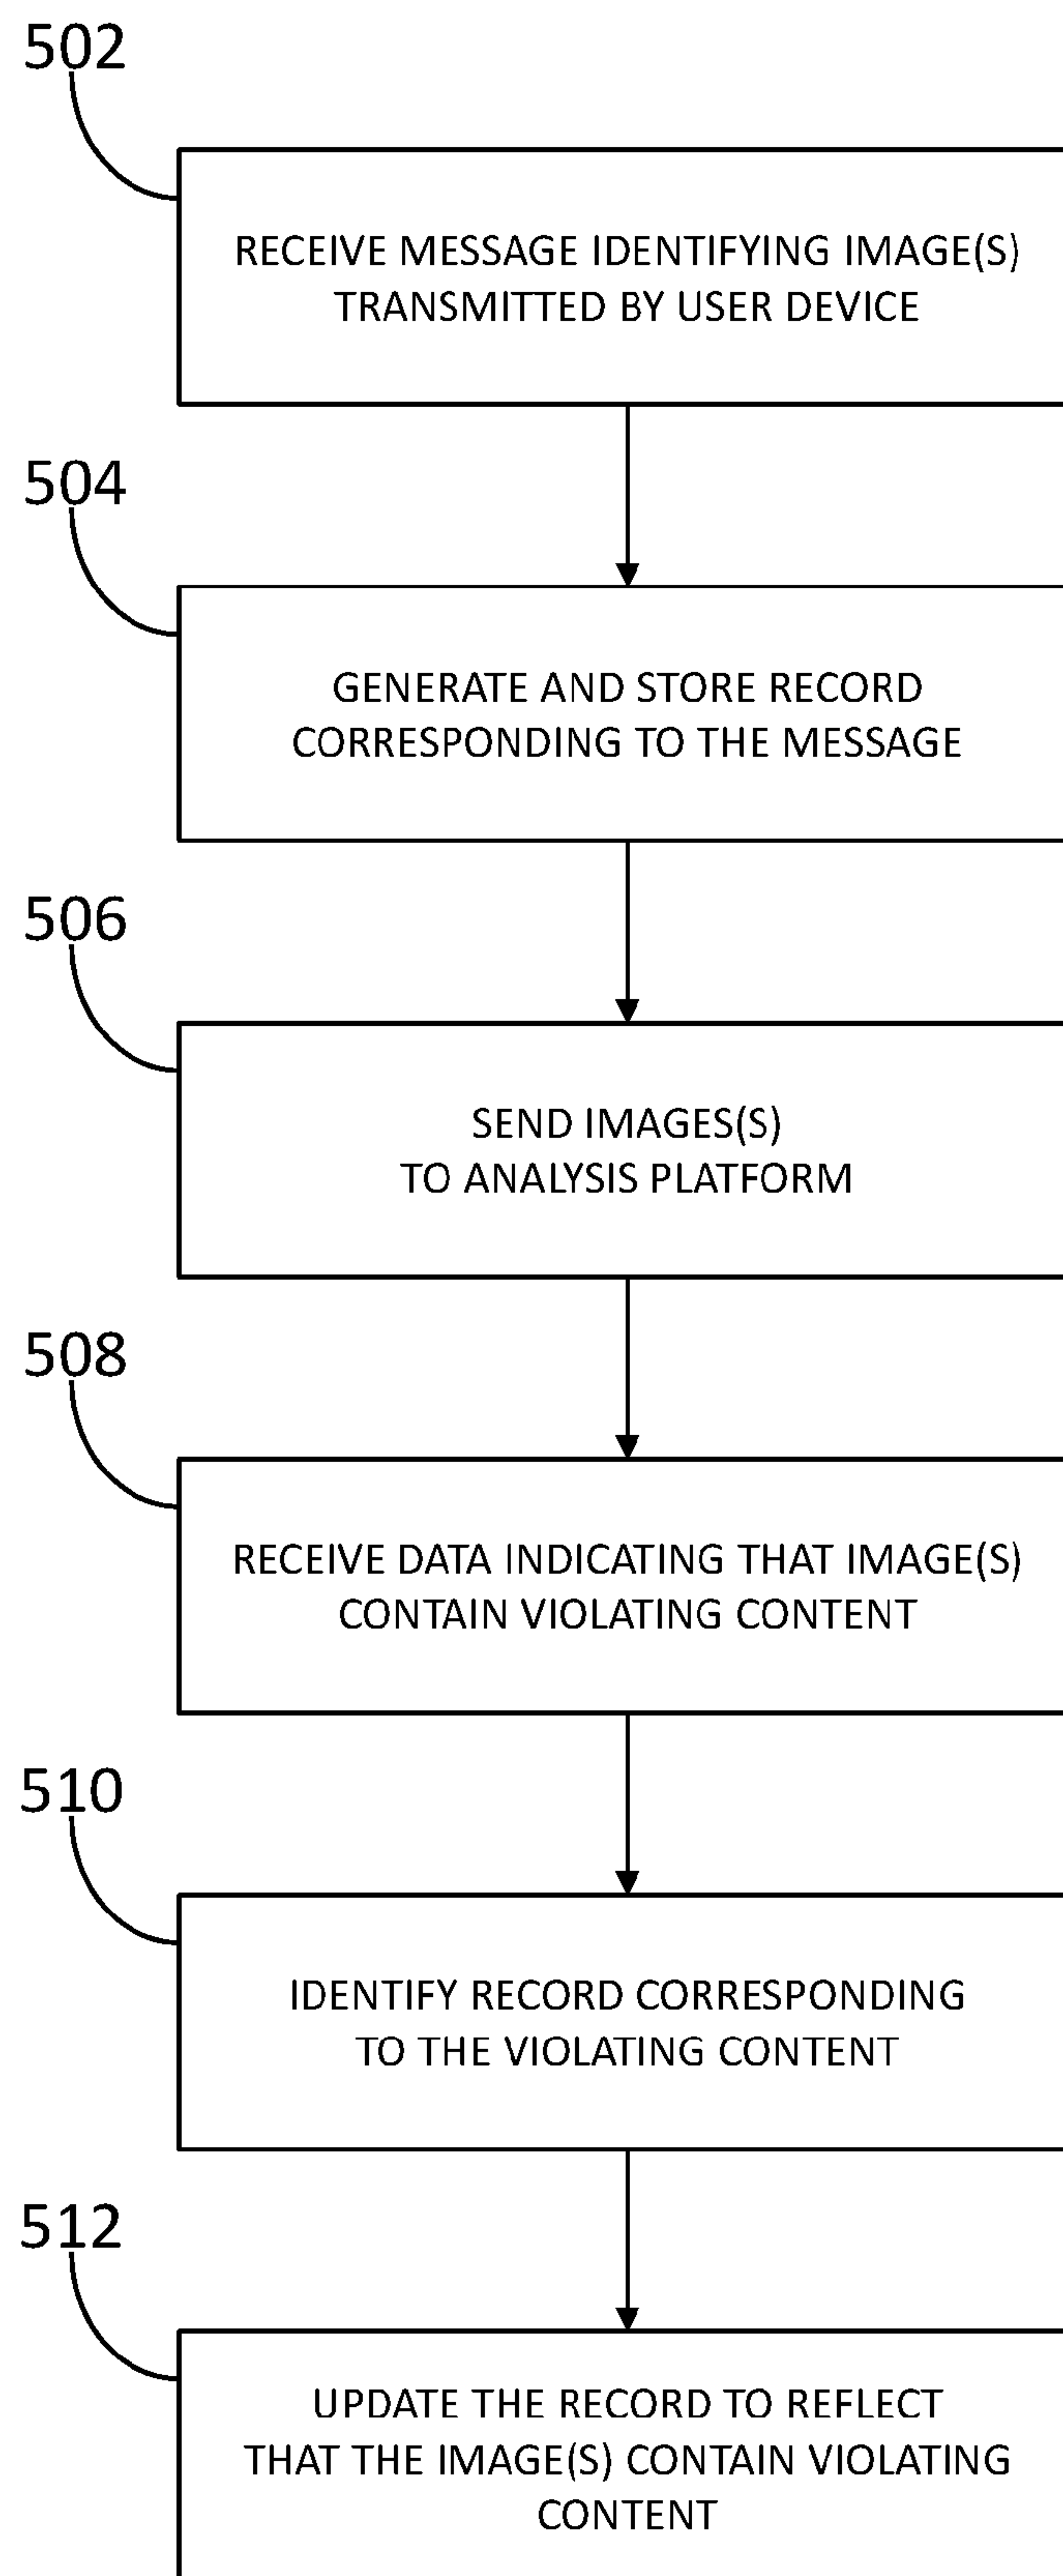 502
RECEIVE MESSAGE IDENTIFYING IMAGE(S)
TRANSMITTED BY USER DEVICE
504
GENERATE AND STORE RECORD
CORRESPONDING TO THE MESSAGE
506
SEND IMAGES(S)
TO ANALYSIS PLATFORM
508
RECEIVE DATA INDICATING THAT IMAGE(S)
CONTAIN VIOLATING CONTENT
510
IDENTIFY RECORD CORRESPONDING
TO THE VIOLATING CONTENT
512
UPDATE THE RECORD TO REFLECT
THAT THE IMAGE(S) CONTAIN VIOLATING
CONTENT